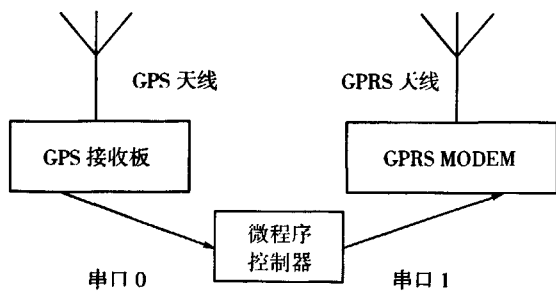 GPS 天线
GPRS 天线
GPS 接收板
GPRS MODEM
微程序
控制器
串口 0
串口 1